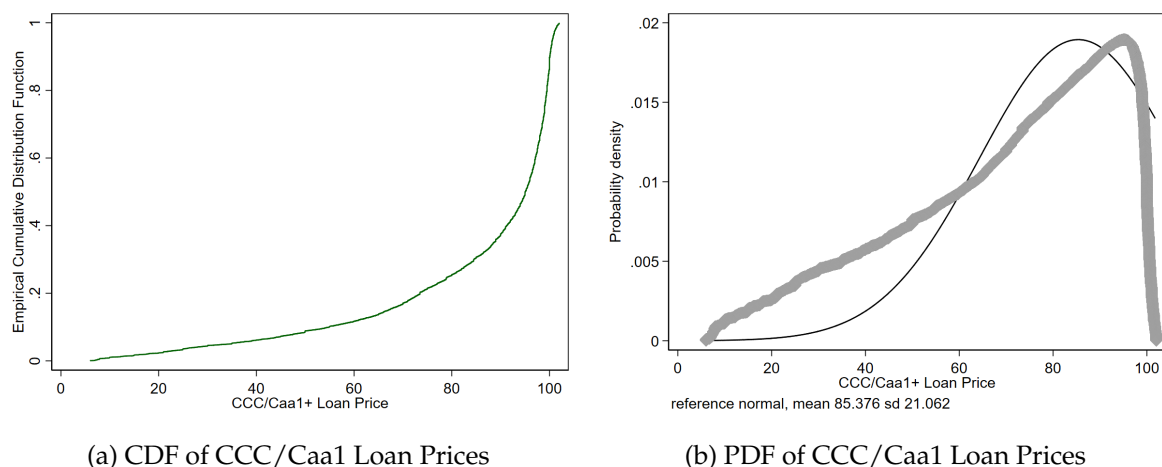 Empirical Cumulative Distribution Function
1
.8
.6
.4
.2
0
0 20 40 60 80 100
CCC/Caa1+ Loan Price
(a) CDF of CCC/Caa1 Loan Prices
Probability density
.02
.015
.01
.005
0
0 20 40 60 80 100
CCC/Caa1+ Loan Price
reference normal, mean 85.376 sd 21.062
(b) PDF of CCC/Caa1 Loan Prices